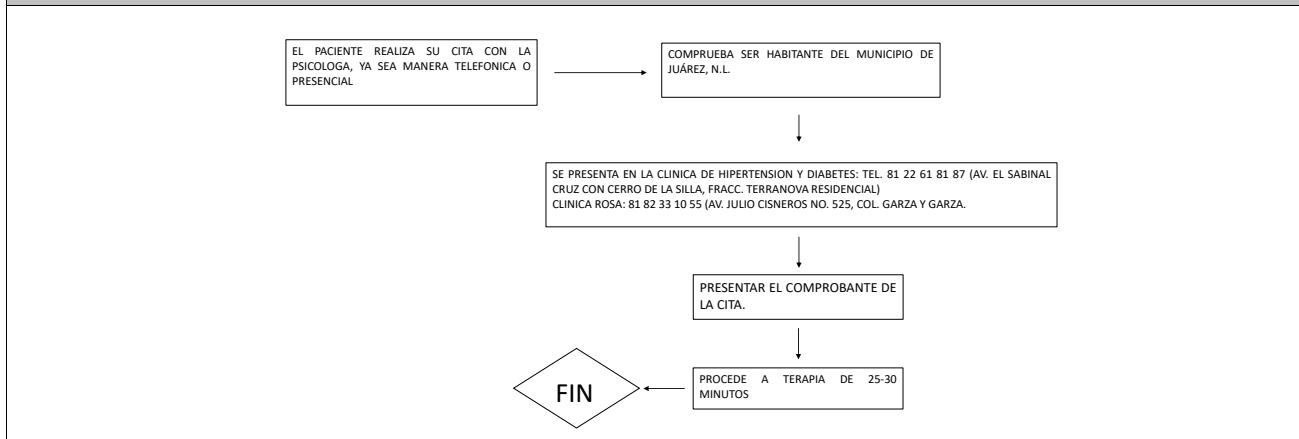 EL PACIENTE REALIZA SU CITA CON LA
PSICOLOGA, YA SEA MANERA TELEFONICA O
PRESENCIAL
COMPRUEBA SER HABITANTE DEL MUNICIPIO DE
JUÁREZ, N.L.
SE PRESENTA EN LA CLINICA DE HIPERTENSION Y DIABETES: TEL. 81 22 61 81 87 (AV. EL SABINAL
CRUZ CON CERRO DE LA SILLA, FRACC. TERRANOVA RESIDENCIAL)
CLINICA ROSA: 81 82 33 10 55 (AV. JULIO CISNEROS NO. 525, COL. GARZA Y GARZA.
PRESENTAR EL COMPROBANTE DE
LA CITA.
PROCEDE A TERAPIA DE 25-30
MINUTOS
FIN